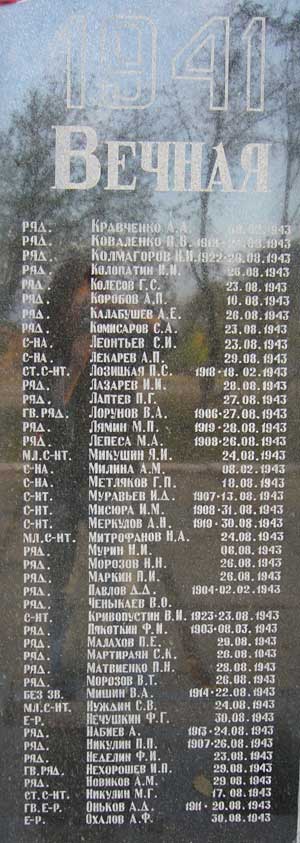 1941
ВЕЧНАЯ
РЯД. КРАВЧЕНКО А.А. 08.02.1943
РЯД. КОВАЛЕНКО П.В. 24.08.1943
РЯД. КОЛМАГОРОВ И.И. 1922-24.08.1943
РЯД. КОЛОПАТИН И.И. 26.08.1943
РЯД. КОЛЕСОВ Г.С. 23.08.1943
РЯД. КОРОБОВ А.П. 10.08.1943
РЯД. КАЛАБУШЕВ А.Е. 26.08.1943
РЯД. КОМИСАРОВ С.А. 23.08.1943
С-НА ЛЕОНТЬЕВ С.И. 23.08.1943
С-НА ЛЕКАРЕВ А.П. 29.08.1943
СТ.С-НТ. ЛОЗИЦКАЯ П.С. 1918-18.02.1943
РЯД. ЛАЗАРЕВ И.И. 28.08.1943
РЯД. ЛАПТЕВ П.Г. 27.08.1943
ГВ.РЯД. ЛОРУНОВ В.А. 1906-27.08.1943
РЯД. ЛЯМИН М.П. 1919-28.08.1943
РЯД. ЛЕПЕСА М.А. 1908-26.08.1943
МЛ.С-НТ МИКУШИН Я.И. 24.08.1943
С-НА МИЛИНА А.М. 08.02.1943
С-НА МЕТЛЯКОВ Г.П. 18.08.1943
С-НТ МУРАВЬЕВ И.Д. 1907-13.08.1943
С-НТ. МИСЮРА И.М. 1908-31.08.1943
С-НТ. МЕРКУЛОВ Д.Н. 1919-30.08.1943
МЛ.С-НТ МИТРОФАНОВ Н.А. 24.08.1943
РЯД. МУРИН Н.И. 06.08.1943
РЯД. МОРОЗОВ Н.Н. 26.08.1943
РЯД. МАРКИН П.И. 26.08.1943
РЯД. ПАВЛОВ Д.Д. 1904-02.02.1943
РЯД. ЧЕНЫКАЕВ В.О.
С-НТ КРИВОПУСТИН В.И. 1923-23.08.1943
РЯД. ПЯКОТКИН Ф.И. 1903-08.03.1943
РЯД. МАЛАХОВ П.Е. 29.08.1943
РЯД. МАРТИРДЯН С.К. 26.08.1043
РЯД. МАТВИЕНКО П.Н. 28.08.1943
РЯД. МОРОЗОВ В.Т. 26.08.1943
БЕЗ ЗВ. МИШИН В.А. 1914-22.08.1943
МЛ.С-НТ НУЖДИН С.В. 24.08.1943
Е-Р. НЕЧУШКИН Ф.Г. 30.08.1943
РЯД. НАБИЕВ А. 1913-24.08.1943
РЯД. НИКУЛИН П.П. 1907-26.08.1943
РЯД. НЕДЕЛИН Ф.И. 23.08.1943
ГВ.РЯД. НЕХОРОШЕВ И.П. 29.08.1943
РЯД. НОВИКОВ А.М. 29.08.1943
СТ.С-НТ НИКУЛИН М.Г. 17.08.1943
ГВ.Е-Р. ОНЬКОВ А.Д. 1911-20.08.1943
Е-Р. ОХАЛОВ А.Ф. 30.08.1943